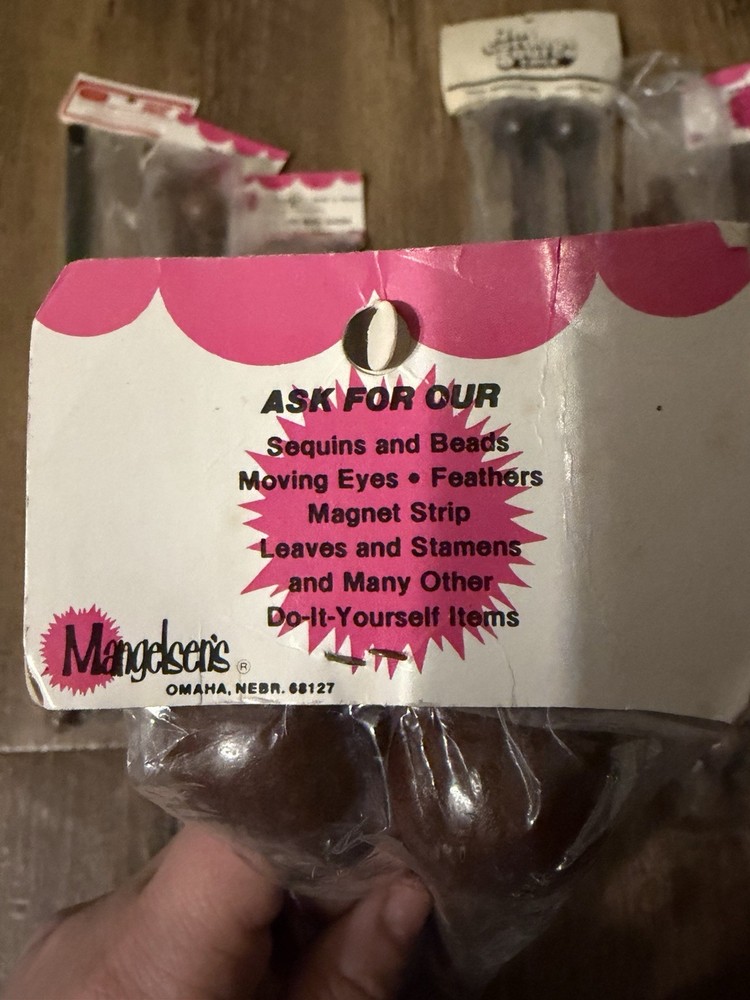 ASK FOR OUR
Sequins and Beads
Moving Eyes • Feathers
Magnet Strip
Leaves and Stamens
and Many Other
Do-It-Yourself Items
Mangelsen's ®
OMAHA, NEBR. 68127